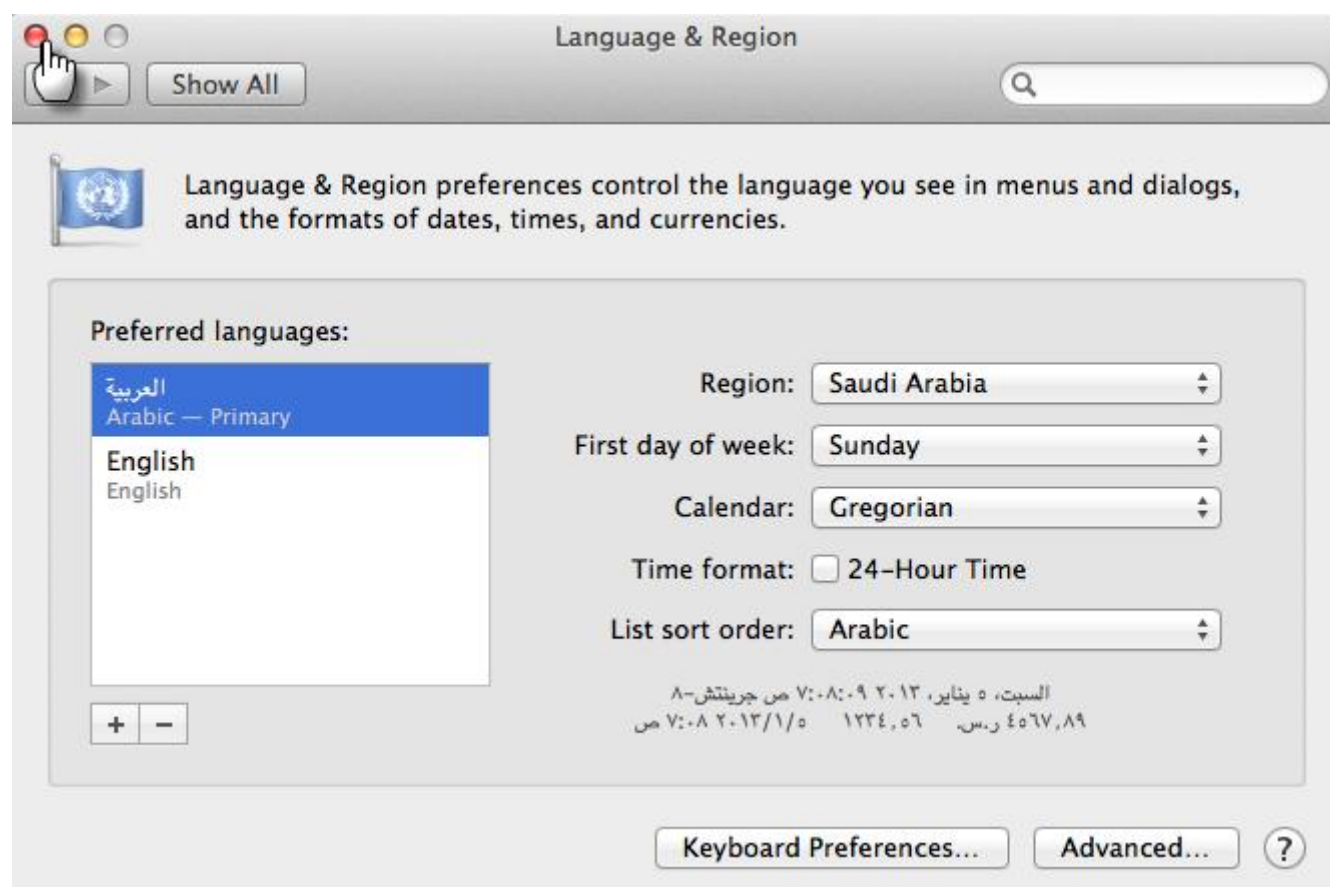 Language & Region
Show All
Language & Region preferences control the language you see in menus and dialogs,
and the formats of dates, times, and currencies.
Preferred languages:
العربية
Arabic — Primary
English
English
Region: Saudi Arabia
First day of week: Sunday
Calendar: Gregorian
Time format: 24-Hour Time
List sort order: Arabic
السبت، ٥ يناير، ٢٠١٣ ٧:٠٨:٠٩ ص جرينتش-٨
٤٥٦٧,٨٩ ر.س. ١٢٣٤,٥٦ ٢٠١٣/١/٥ ٧:٠٨ ص
+ −
Keyboard Preferences... Advanced... ?